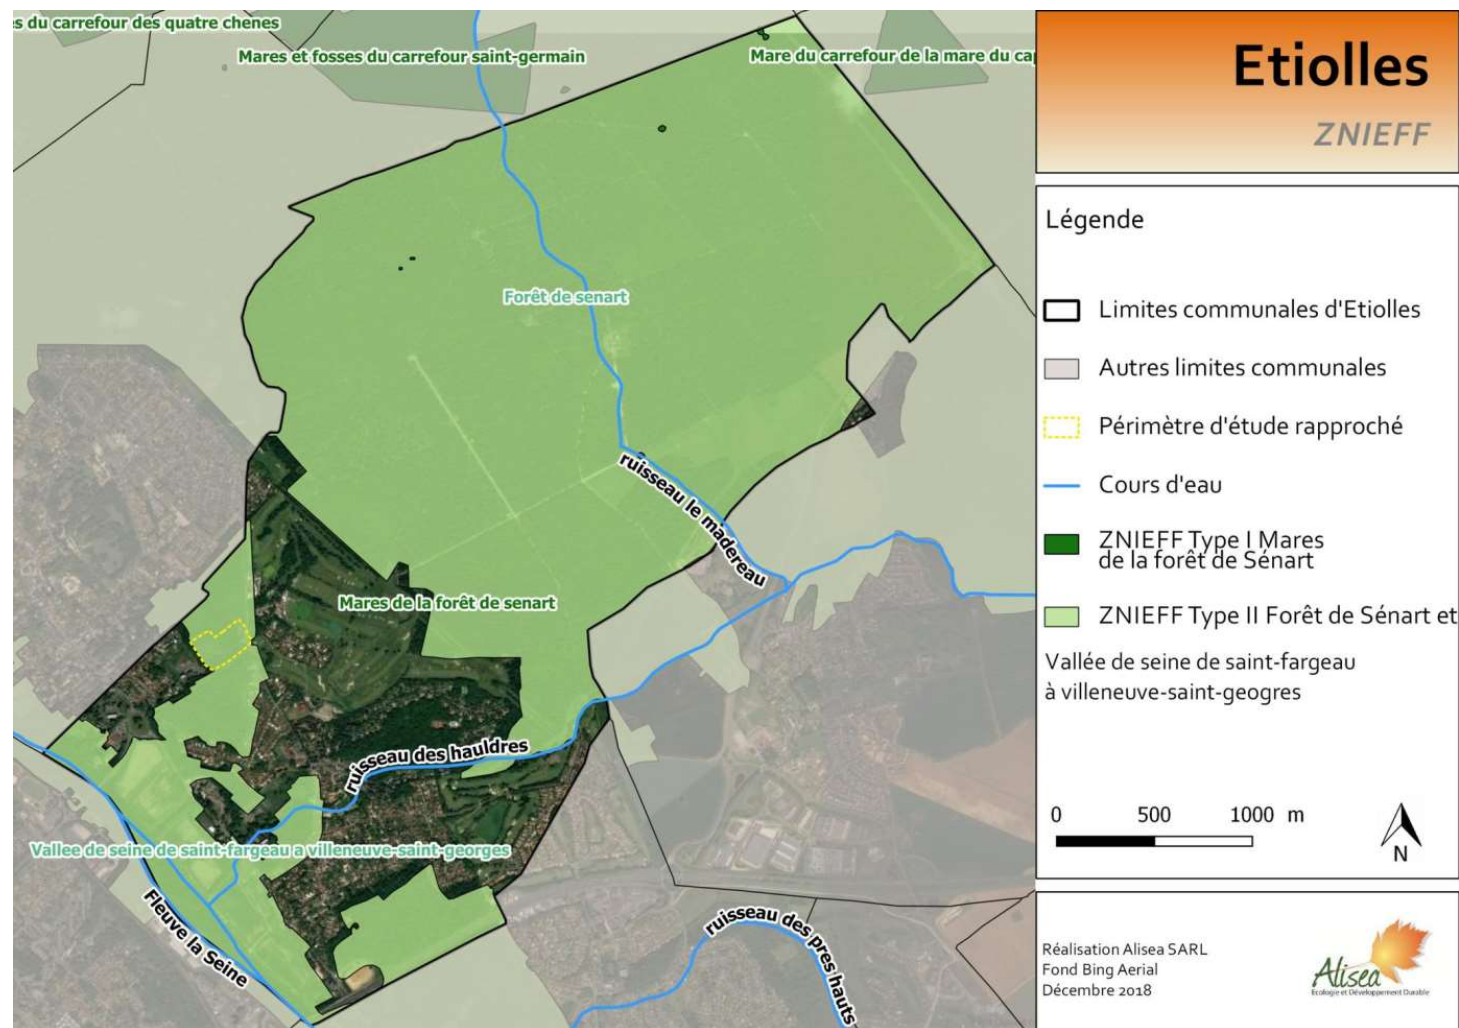 s du carrefour des quatre chenes
Mares et fosses du carrefour saint-germain
Mare du carrefour de la mare du cap
Forêt de senart
ruisseau le madereau
Mares de la forêt de senart
ruisseau des hauldres
Vallee de seine de saint-fargeau a villeneuve-saint-georges
Fleuve la Seine
ruisseau des pres hauts
Etiolles
ZNIEFF
Légende
Limites communales d'Etiolles
Autres limites communales
Périmètre d'étude rapproché
Cours d'eau
ZNIEFF Type I Mares
de la forêt de Sénart
ZNIEFF Type II Forêt de Sénart et
Vallée de seine de saint-fargeau
à villeneuve-saint-geogres
0 500 1000 m
N
Réalisation Alisea SARL
Fond Bing Aerial
Décembre 2018
Alisea
Ecologie et Développement Durable